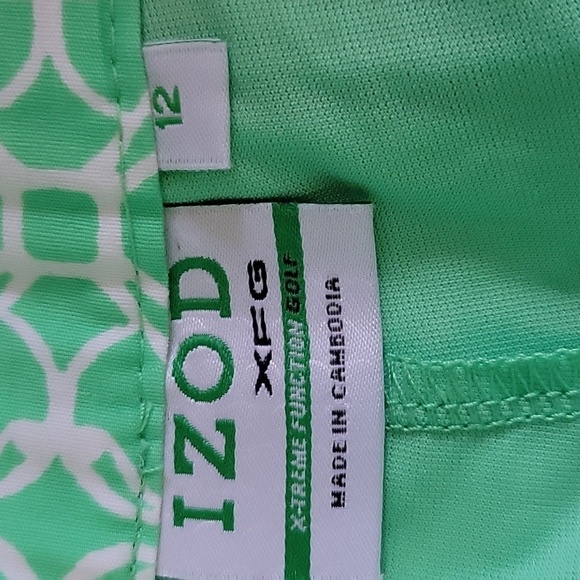 12
IZOD
XFG
X-TREME FUNCTION GOLF
MADE IN CAMBODIA